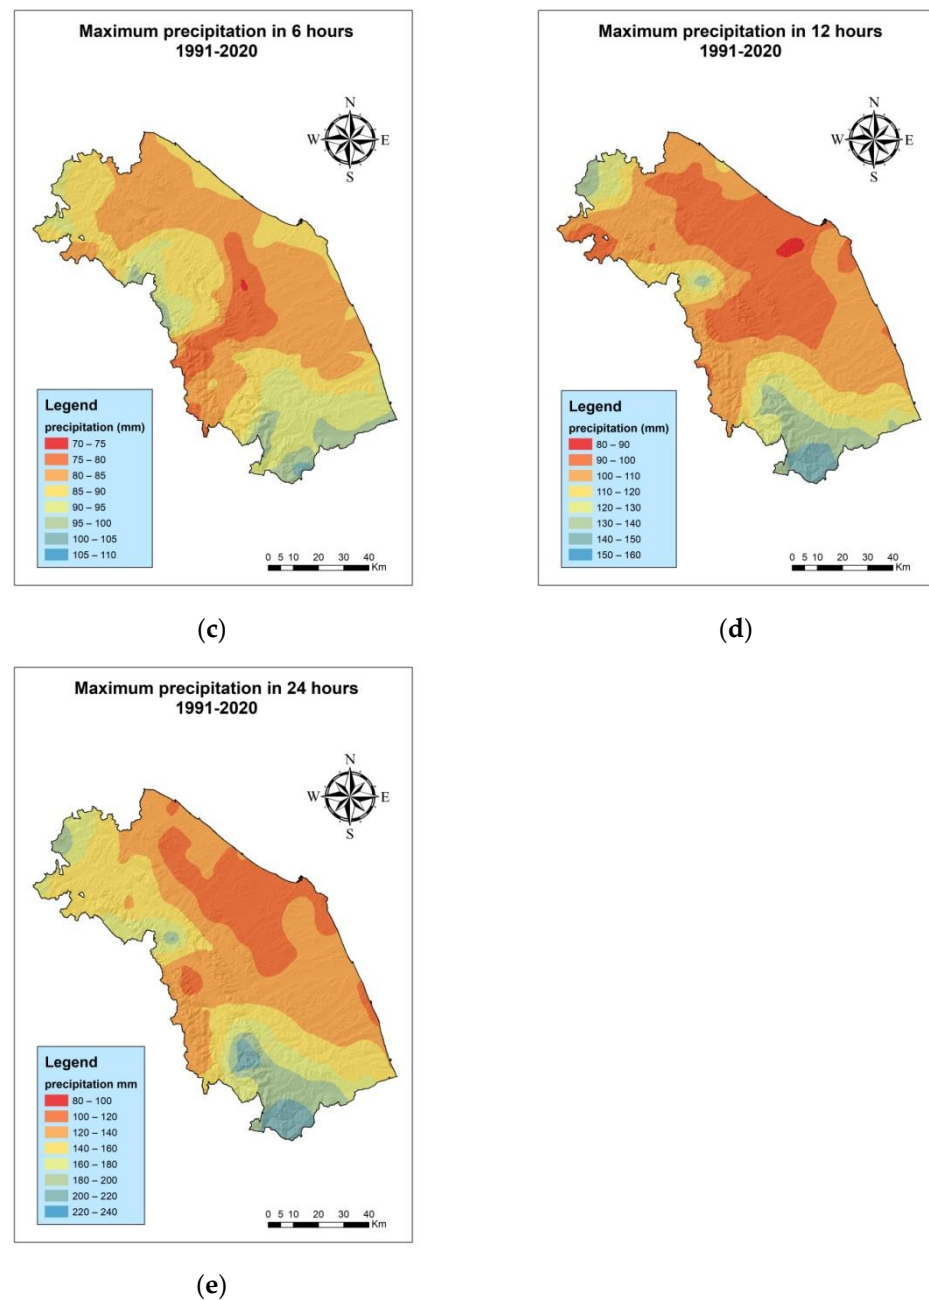 Maximum precipitation in 6 hours
1991-2020
N
W E
S
Legend
precipitation (mm)
70 – 75
75 – 80
80 – 85
85 – 90
90 – 95
95 – 100
100 – 105
105 – 110
0 5 10 20 30 40
Km
(c)
Maximum precipitation in 12 hours
1991-2020
N
W E
S
Legend
precipitation (mm)
80 – 90
90 – 100
100 – 110
110 – 120
120 – 130
130 – 140
140 – 150
150 – 160
0 5 10 20 30 40
Km
(d)
Maximum precipitation in 24 hours
1991-2020
N
W E
S
Legend
precipitation mm
80 – 100
100 – 120
120 – 140
140 – 160
160 – 180
180 – 200
200 – 220
220 – 240
0 5 10 20 30 40
Km
(e)